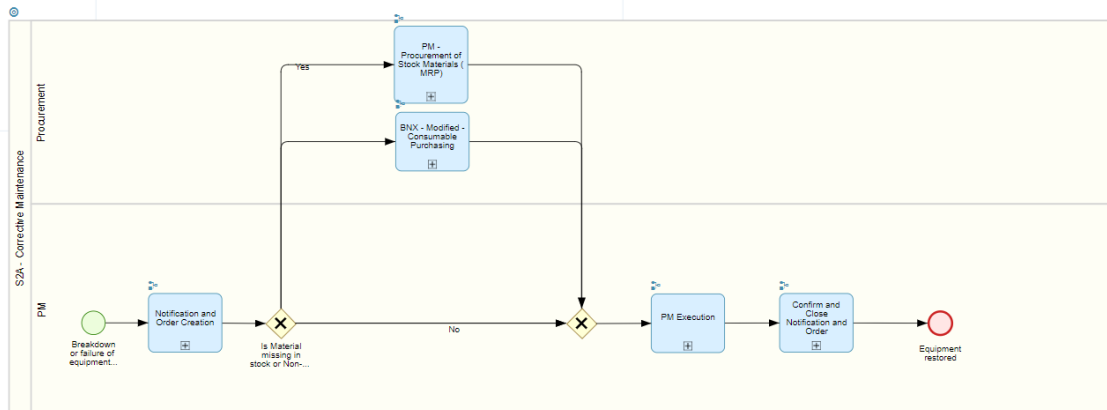 S2A - Corrective Maintenance
Procurement
PM -
Procurement of
Stock Materials (
MRP)
Yes
BNX - Modified -
Consumable
Purchasing
PM
Breakdown
or failure of
equipment...
Notification and
Order Creation
Is Material
missing in
stock or Non-...
No
PM Execution
Confirm and
Close
Notification and
Order
Equipment
restored